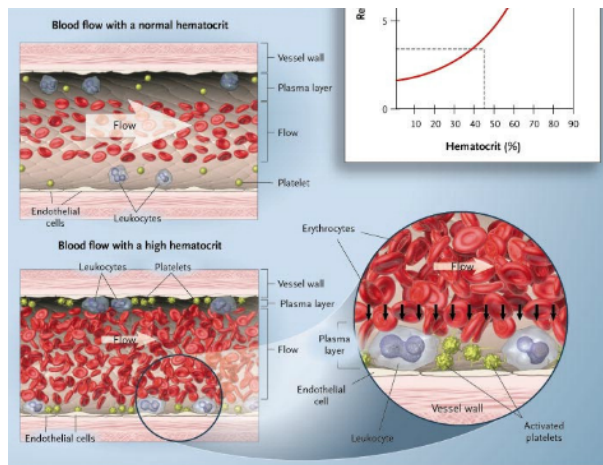 Blood flow with a normal hematocrit
Vessel wall
Plasma layer
Flow
Flow
Platelet
Endothelial
cells
Leukocytes
Re
5
0
10 20 30 40 50 60 70 80 90
Hematocrit (%)
Blood flow with a high hematocrit
Leukocytes
Platelets
Vessel wall
Plasma layer
Flow
Flow
Endothelial cells
Erythrocytes
Flow
Plasma
layer
Endothelial
cell
Leukocyte
Vessel wall
Activated
platelets